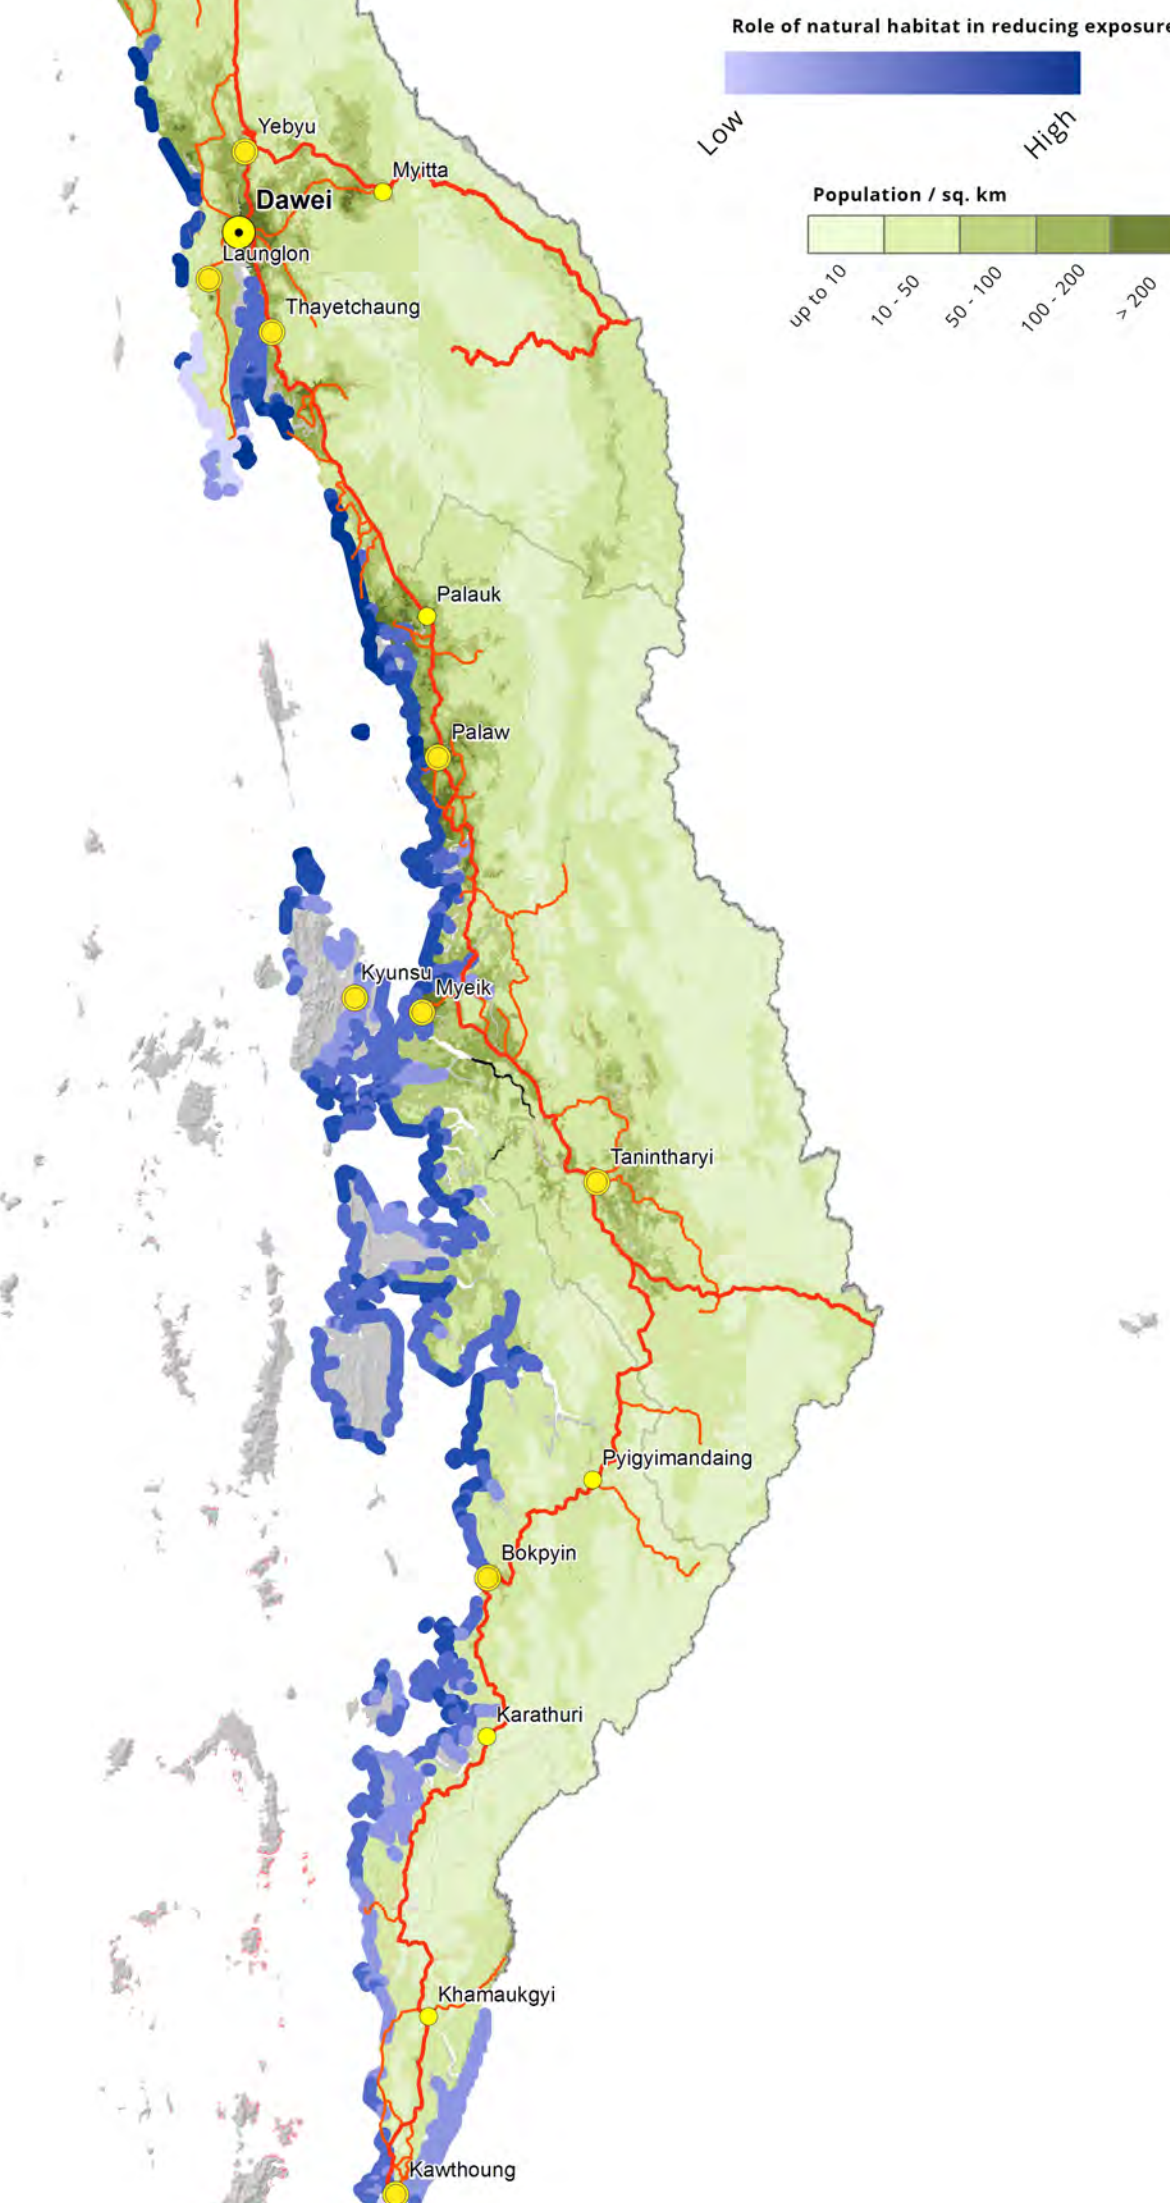 Role of natural habitat in reducing exposure
Low
High
Population / sq. km
up to 10
10 - 50
50 - 100
100 - 200
> 200
Yebyu
Myitta
Dawei
Launglon
Thayetchaung
Palauk
Palaw
Kyunsu
Myeik
Tanintharyi
Pyigyimandaing
Bokpyin
Karathuri
Khamaukgyi
Kawthoung